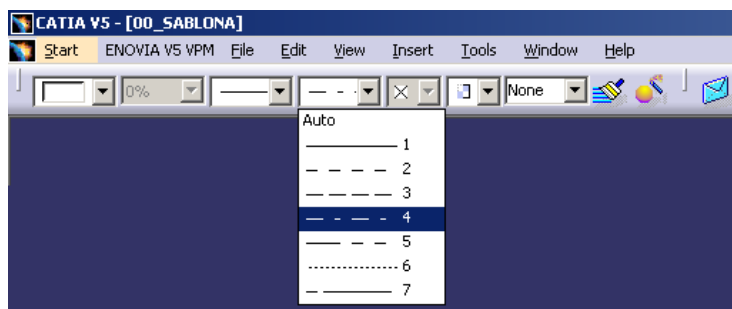 CATIA V5 - [00_SABLONA]
Start ENOVIA V5 VPM File Edit View Insert Tools Window Help
0% None
Auto
1
2
3
4
5
6
7